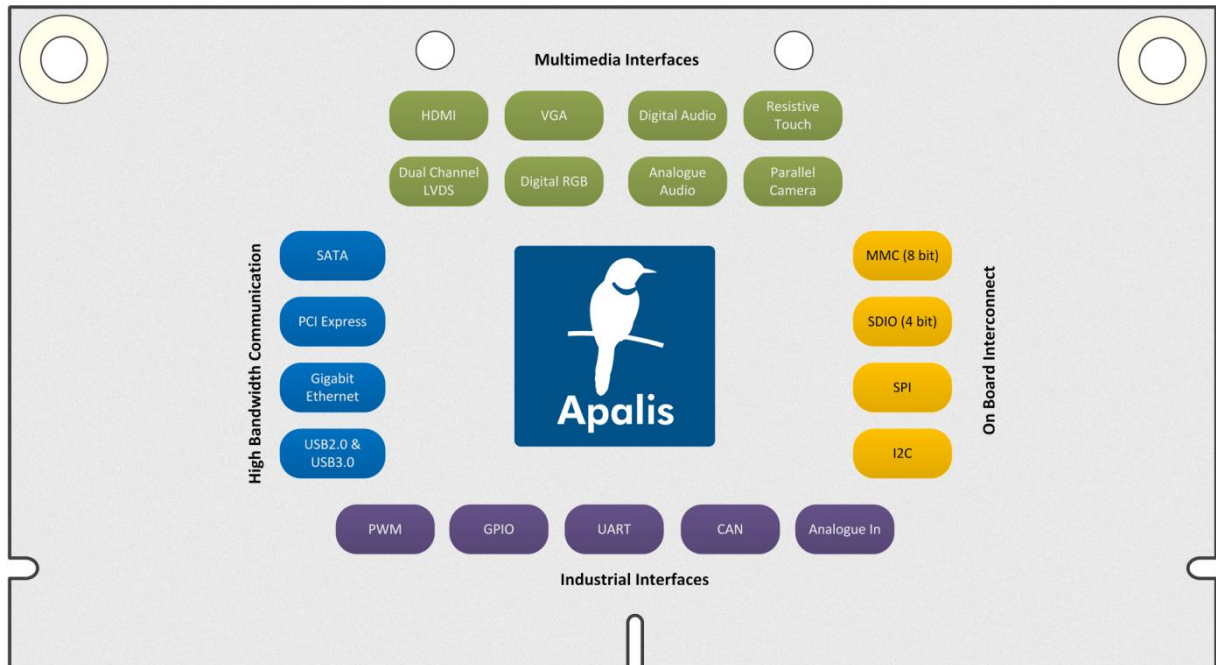 Multimedia Interfaces
HDMI
VGA
Digital Audio
Resistive
Touch
Dual Channel
LVDS
Digital RGB
Analogue
Audio
Parallel
Camera
High Bandwidth Communication
SATA
PCI Express
Gigabit
Ethernet
USB2.0 &
USB3.0
Apalis
MMC (8 bit)
SDIO (4 bit)
SPI
I2C
On Board Interconnect
PWM
GPIO
UART
CAN
Analogue In
Industrial Interfaces